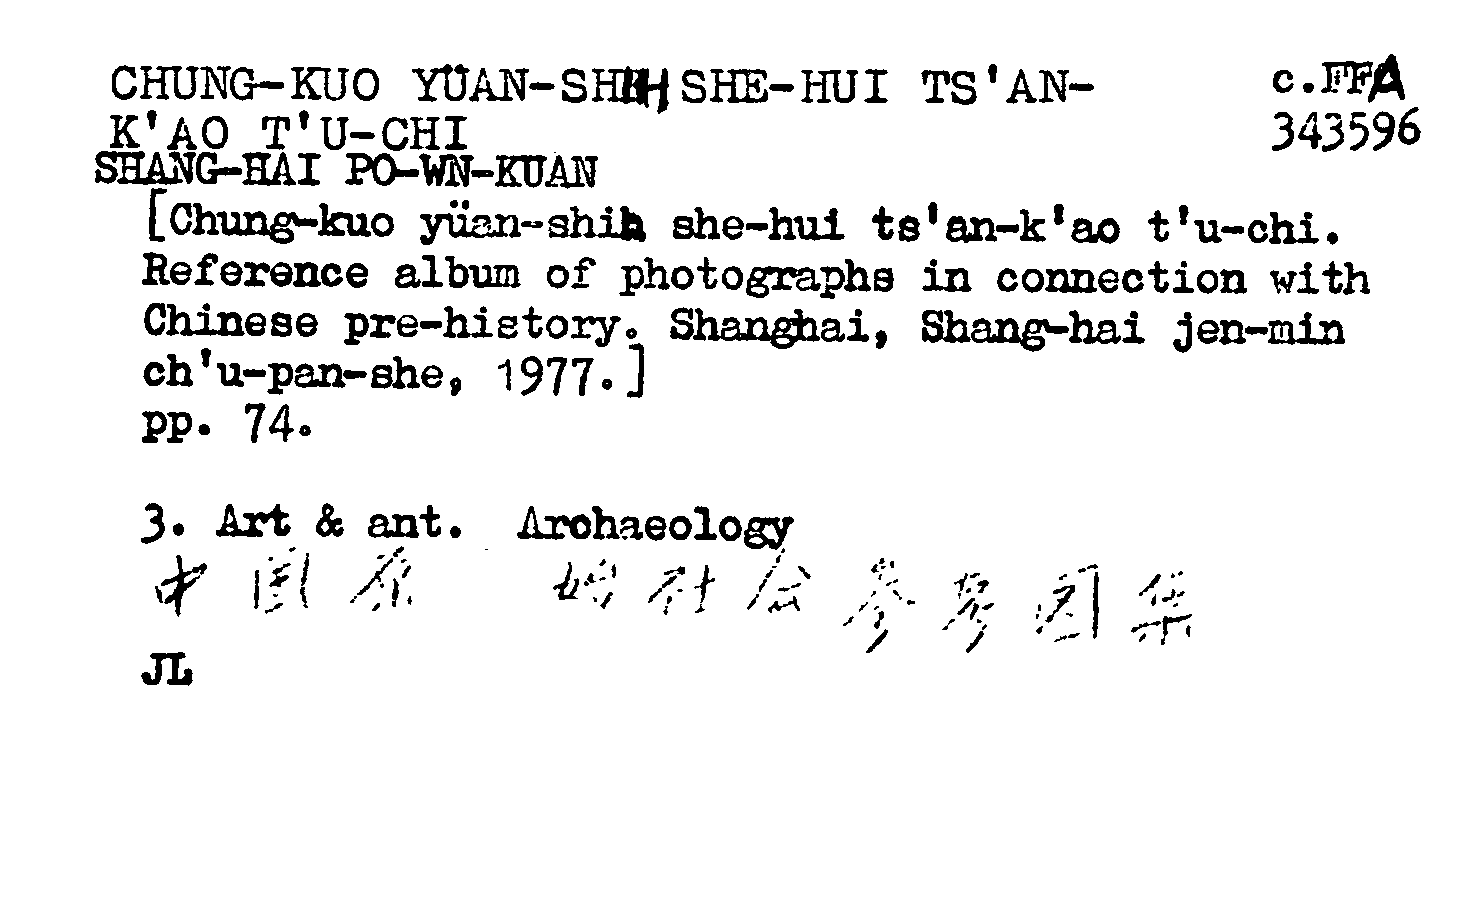 CHUNG-KUO YÜAN-SHIH SHE-HUI TS'AN- c.FFA
K'AO T'U-CHI 343596
SHANG-HAI PO-WN-KUAN
[Chung-kuo yüan-shih she-hui ts'an-k'ao t'u-chi.
Reference album of photographs in connection with
Chinese pre-history. Shanghai, Shang-hai jen-min
ch'u-pan-she, 1977.]
pp. 74.
3. Art & ant. Archaeology
中国原 始社会参考图集
JL